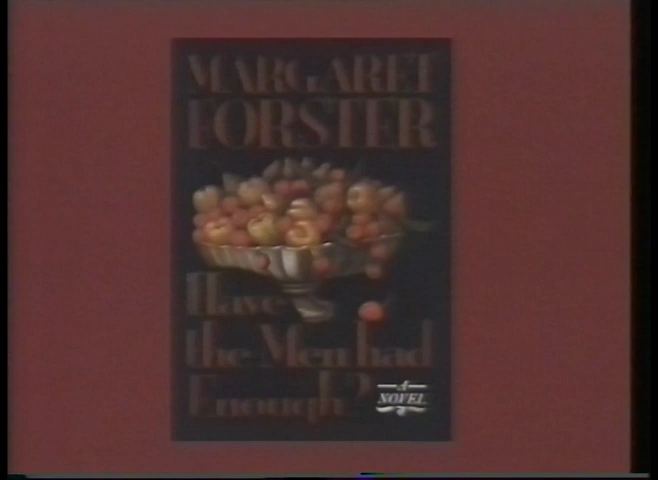 MARGARET
FORSTER
Have
the Men had
Enough?
A
NOVEL